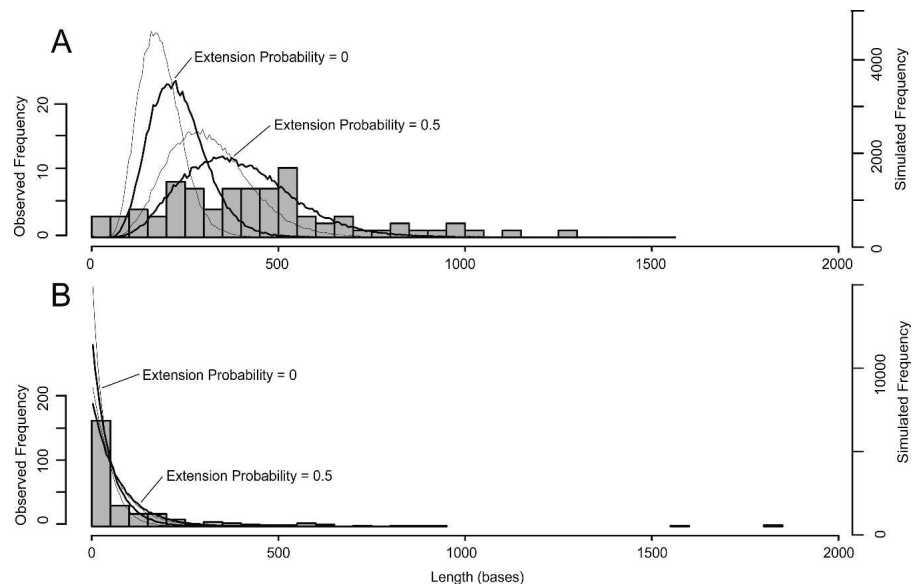 A
Extension Probability = 0
Extension Probability = 0.5
Observed Frequency
0
10
20
Simulated Frequency
0
2000
4000
0
500
1000
1500
2000
B
Extension Probability = 0
Extension Probability = 0.5
Observed Frequency
0
100
200
Simulated Frequency
0
10000
0
500
1000
1500
2000
Length (bases)